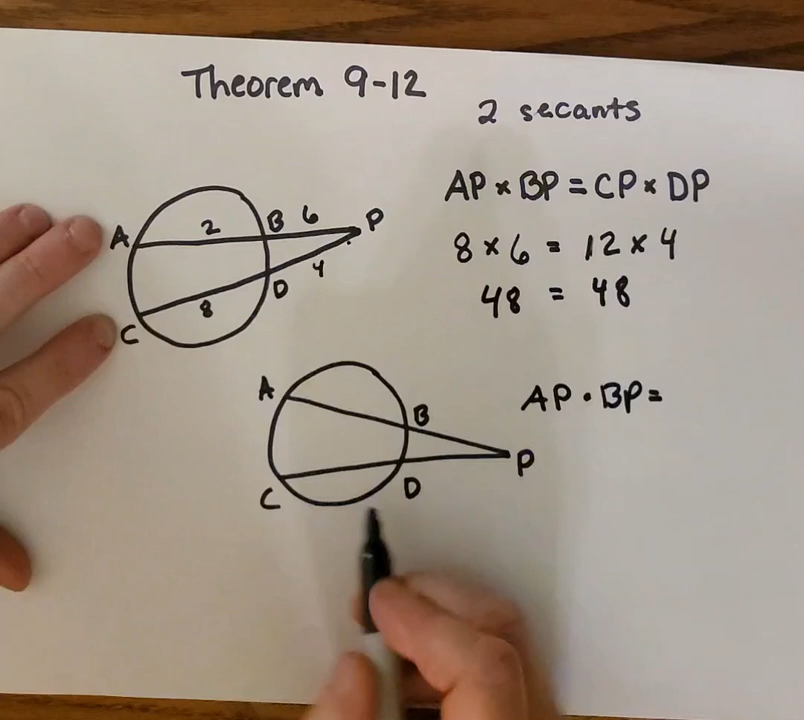 Theorem 9-12
2 secants
AP × BP = CP × DP
8 × 6 = 12 × 4
48 = 48
A 2 B 6 P
C 8 D 4
AP · BP =
A B
P
C D